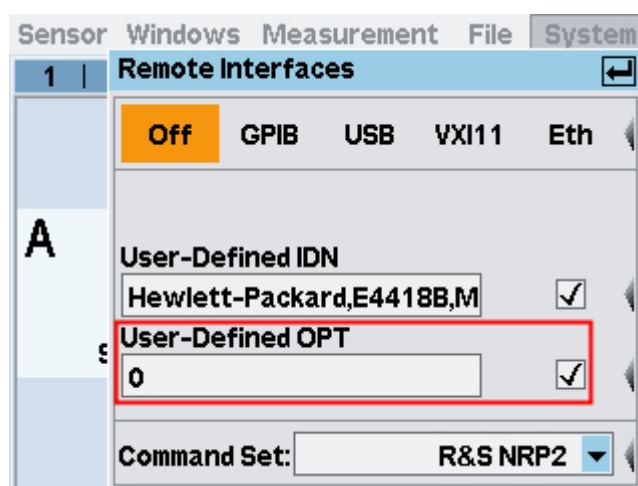 Sensor Windows Measurement File System
1 | Remote Interfaces
Off GPIB USB VXI11 Eth
A
User-Defined IDN
Hewlett-Packard,E4418B,M
User-Defined OPT
0
Command Set: R&S NRP2